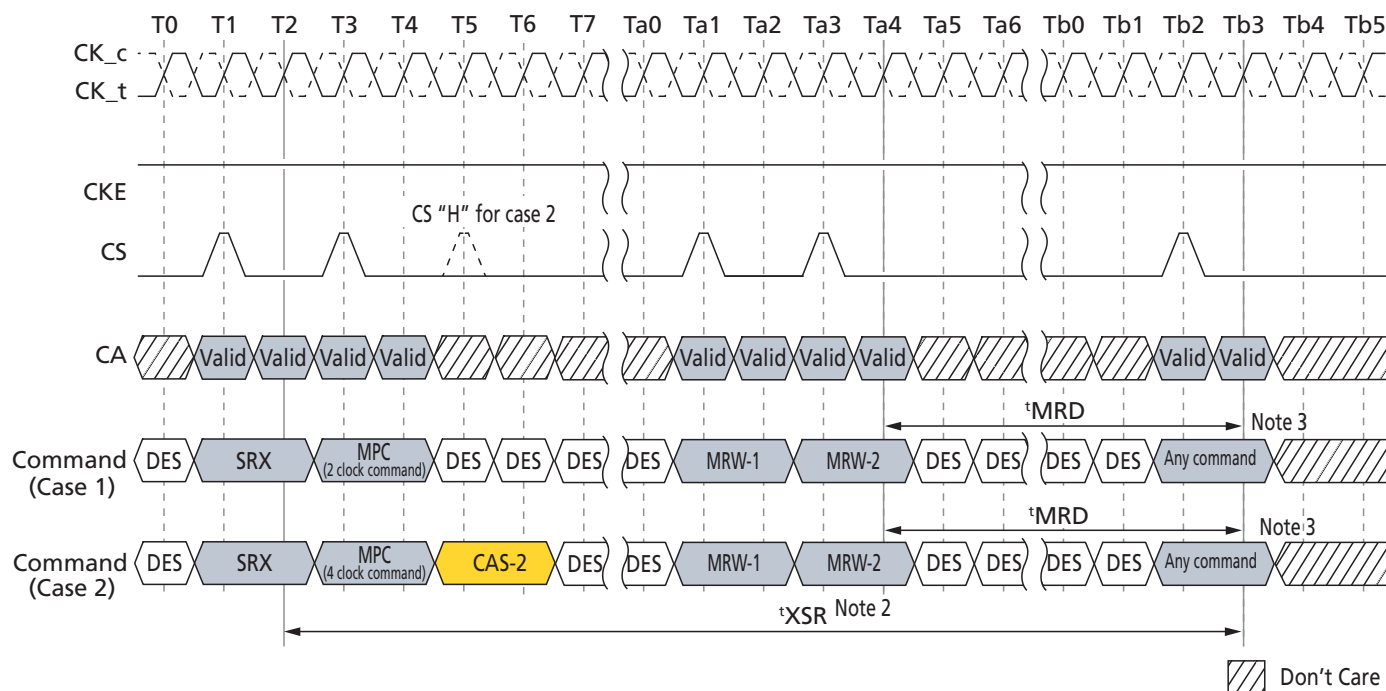 T0 T1 T2 T3 T4 T5 T6 T7 Ta0 Ta1 Ta2 Ta3 Ta4 Ta5 Ta6 Tb0 Tb1 Tb2 Tb3 Tb4 Tb5
CK_c
CK_t
CKE
CS "H" for case 2
CS
CA Valid Valid Valid Valid Valid Valid Valid Valid Valid Valid
tMRD Note 3
Command (Case 1) DES SRX MPC (2 clock command) DES DES DES DES MRW-1 MRW-2 DES DES DES DES Any command
tMRD Note 3
Command (Case 2) DES SRX MPC (4 clock command) CAS-2 DES DES MRW-1 MRW-2 DES DES DES DES Any command
tXSR Note 2
Don't Care